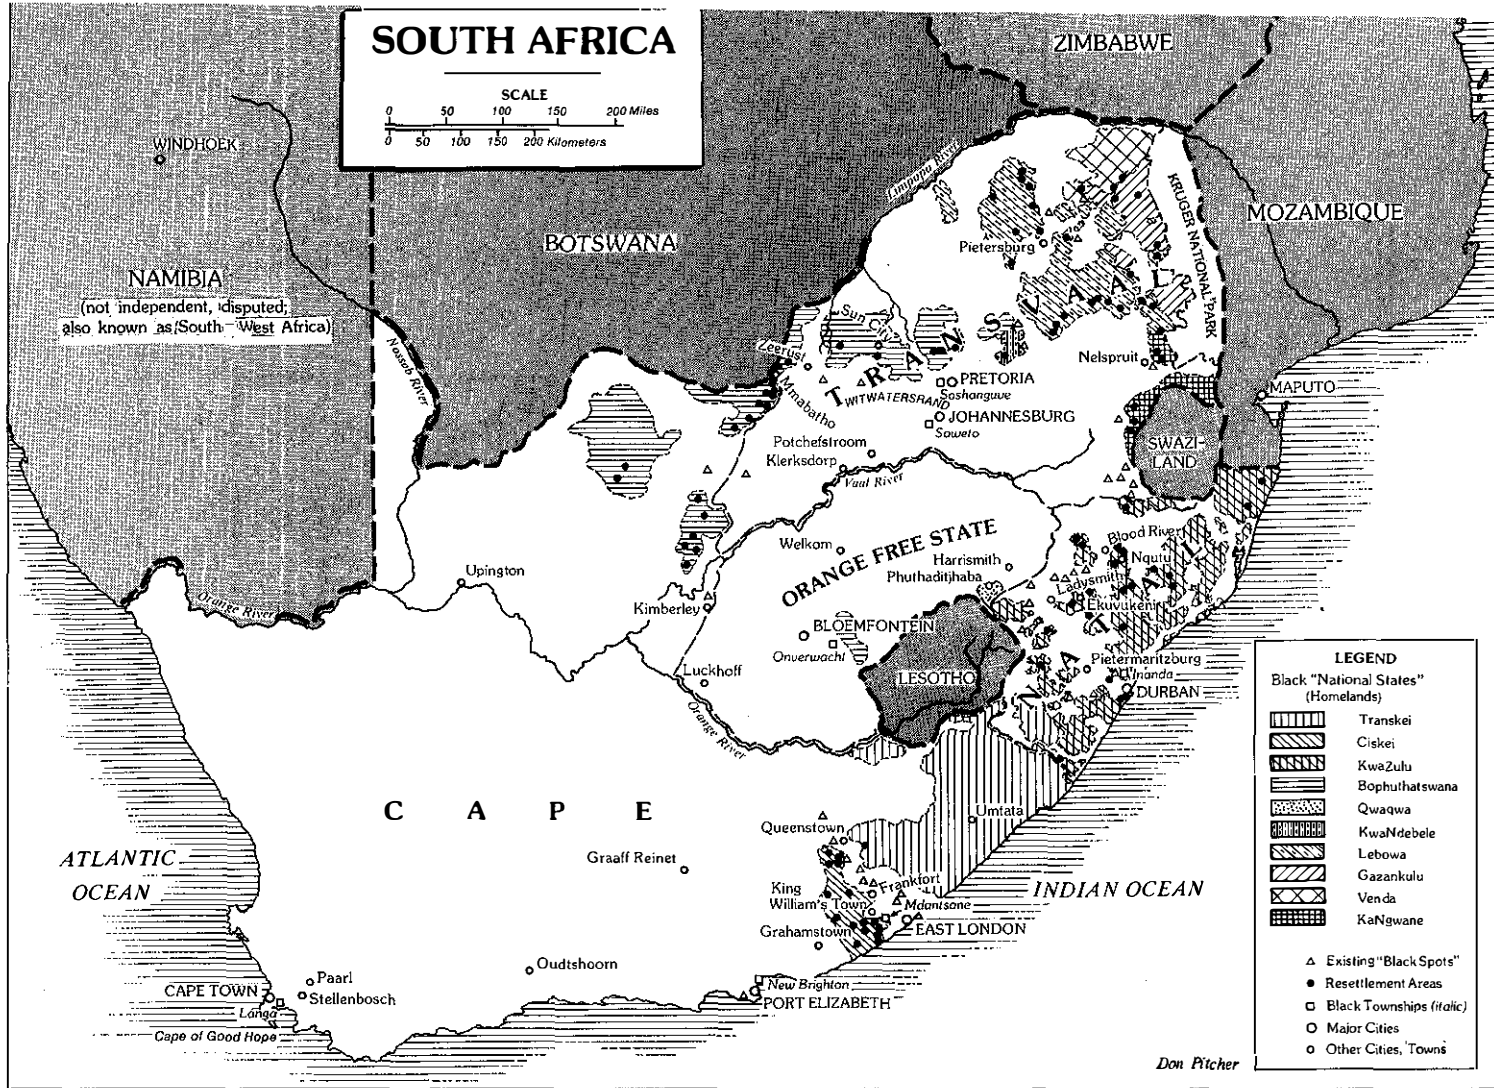 SOUTH AFRICA
SCALE
0 50 100 150 200 Miles
0 50 100 150 200 Kilometers
ZIMBABWE
WINDHOEK
Limpopo River
KRUGER NATIONAL PARK
MOZAMBIQUE
BOTSWANA
Pietersburg
NAMIBIA
(not independent, disputed;
also known as South West Africa)
Nossob River
Sun City
Zeerust
Mmabatho
TRANSVAAL
Nelspruit
PRETORIA
Soshanguve
WITWATERSRAND
MAPUTO
JOHANNESBURG
Soweto
Potchefstroom
Klerksdorp
Vaal River
SWAZI-
LAND
ORANGE FREE STATE
Welkom
Harrismith
Phuthaditjhaba
Blood River
Nqutu
Ladysmith
Ekuvukeni
NATAL
Upington
Orange River
Kimberley
BLOEMFONTEIN
Onverwacht
Luckhoff
LESOTHO
Orange River
Pietermaritzburg
Inanda
DURBAN
CAPE
Umtata
Queenstown
Graaff Reinet
Frankfort
King
William's Town
Mdantsane
EAST LONDON
Grahamstown
ATLANTIC
OCEAN
INDIAN OCEAN
Oudtshoorn
Paarl
CAPE TOWN
Stellenbosch
Langa
Cape of Good Hope
New Brighton
PORT ELIZABETH
LEGEND
Black "National States"
(Homelands)
Transkei
Ciskei
KwaZulu
Bophuthatswana
Qwaqwa
KwaNdebele
Lebowa
Gazankulu
Venda
KaNgwane
Existing "Black Spots"
Resettlement Areas
Black Townships (italic)
Major Cities
Other Cities, Towns
Don Pitcher